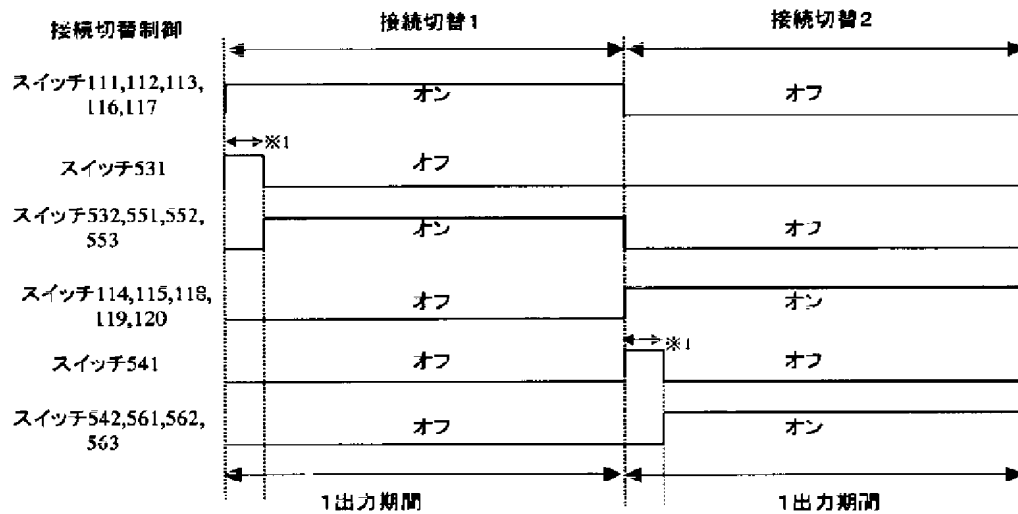 接続切替制御
接続切替1
接続切替2
スイッチ111,112,113,
116,117
オン
オフ
※1
スイッチ531
オフ
スイッチ532,551,552,
553
オン
オフ
スイッチ114,115,118,
119,120
オフ
オン
※1
スイッチ541
オフ
オフ
スイッチ542,561,562,
563
オフ
オン
1出力期間
1出力期間